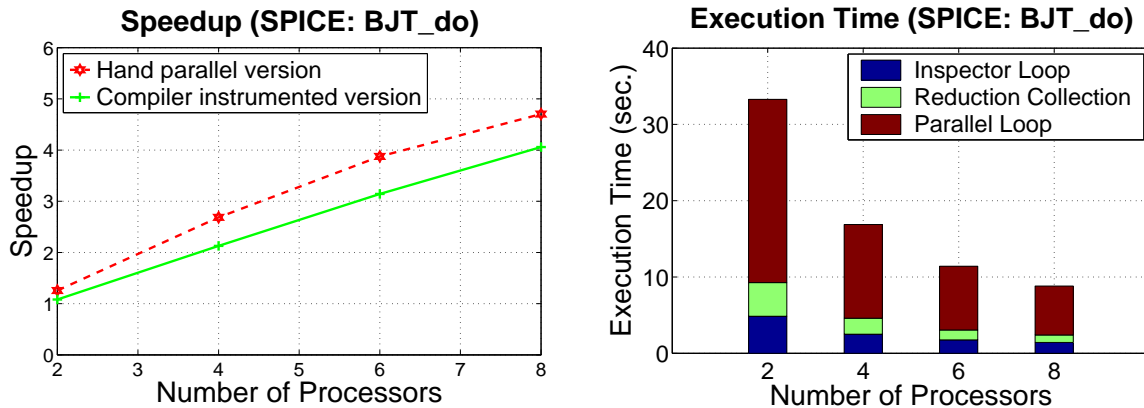 Speedup (SPICE: BJT_do)
6
5
4
3
2
1
0
Speedup
Hand parallel version
Compiler instrumented version
2
3
4
5
6
7
8
Number of Processors
Execution Time (SPICE: BJT_do)
40
30
20
10
0
Execution Time (sec.)
Inspector Loop
Reduction Collection
Parallel Loop
2
4
6
8
Number of Processors